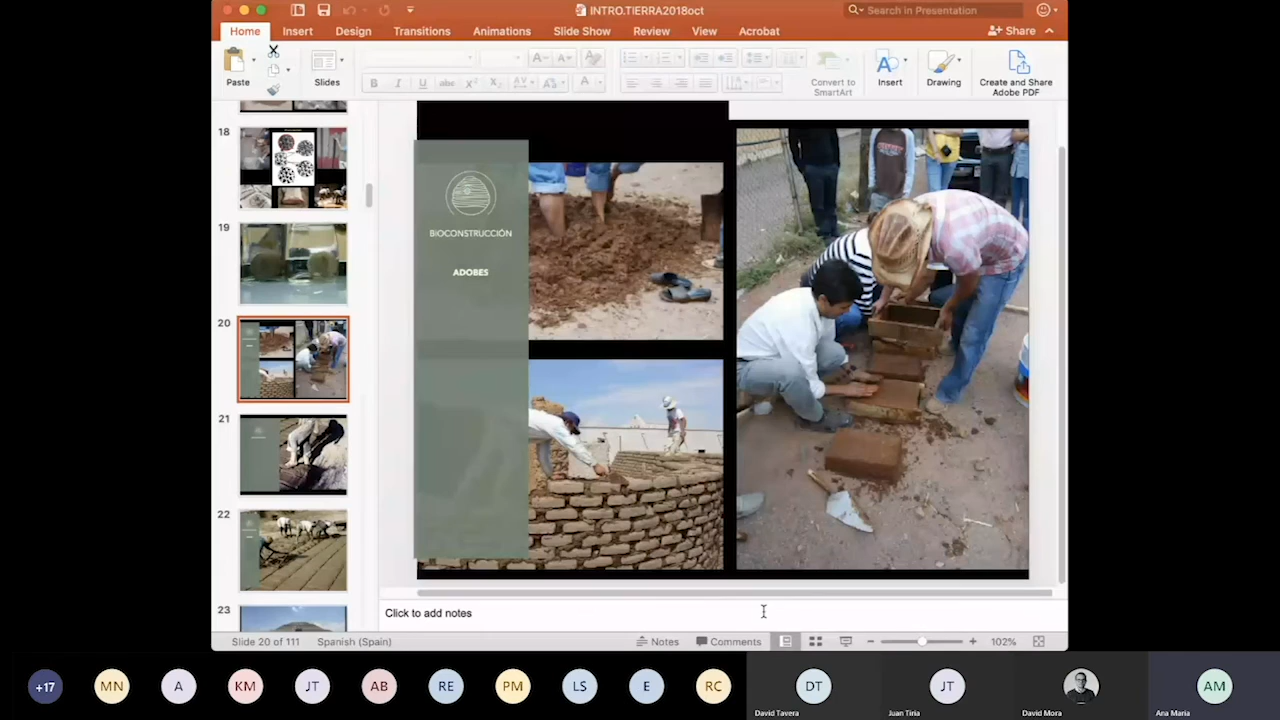 INTRO.TIERRA2018oct
Search in Presentation
Home Insert Design Transitions Animations Slide Show Review View Acrobat
Share
Paste
Slides
Convert to
SmartArt
Insert
Drawing
Create and Share
Adobe PDF
18
19
20
21
22
23
BIOCONSTRUCCIÓN
ADOBES
Click to add notes
Slide 20 of 111
Spanish (Spain)
Notes
Comments
102%
+17 MN A KM JT AB RE PM LS E RC DT JT AM
David Tavera
Juan Tiria
David Mora
Ana Maria